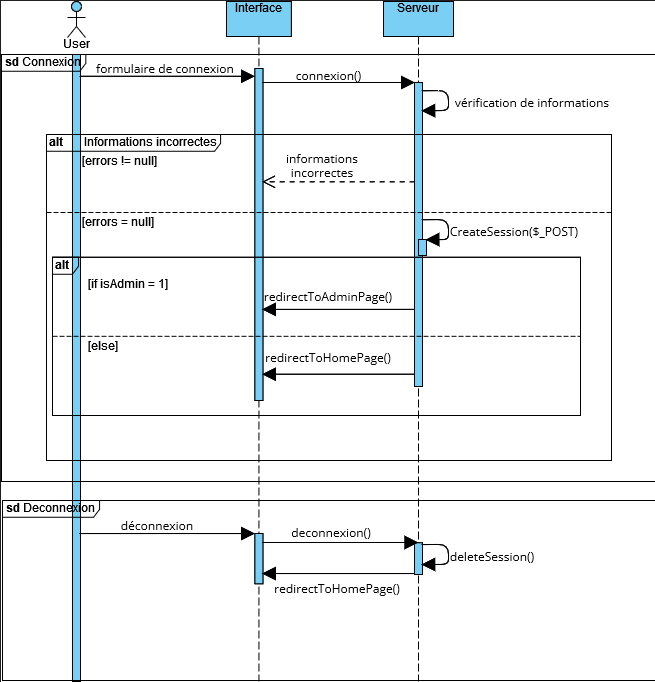 Interface
Serveur
User
sd Connexion
formulaire de connexion
connexion()
vérification de informations
alt
Informations incorrectes
[errors != null]
informations
incorrectes
[errors = null]
CreateSession($_POST)
alt
[if isAdmin = 1]
redirectToAdminPage()
[else]
redirectToHomePage()
sd Deconnexion
déconnexion
deconnexion()
deleteSession()
redirectToHomePage()